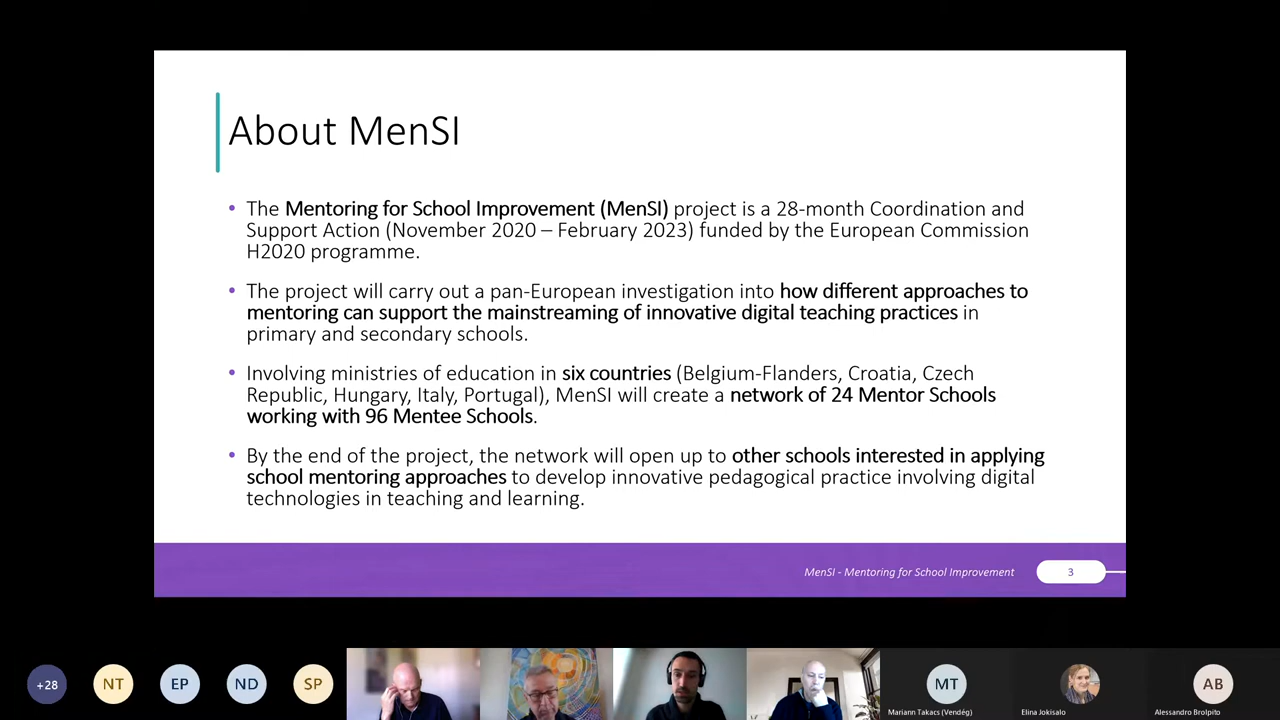 About MenSI
• The Mentoring for School Improvement (MenSI) project is a 28-month Coordination and
Support Action (November 2020 – February 2023) funded by the European Commission
H2020 programme.
• The project will carry out a pan-European investigation into how different approaches to
mentoring can support the mainstreaming of innovative digital teaching practices in
primary and secondary schools.
• Involving ministries of education in six countries (Belgium-Flanders, Croatia, Czech
Republic, Hungary, Italy, Portugal), MenSI will create a network of 24 Mentor Schools
working with 96 Mentee Schools.
• By the end of the project, the network will open up to other schools interested in applying
school mentoring approaches to develop innovative pedagogical practice involving digital
technologies in teaching and learning.
MenSI - Mentoring for School Improvement
3
+28
NT
EP
ND
SP
MT
AB
Mariann Takacs (Vendég)
Elina Jokisalo
Alessandro Brolpito